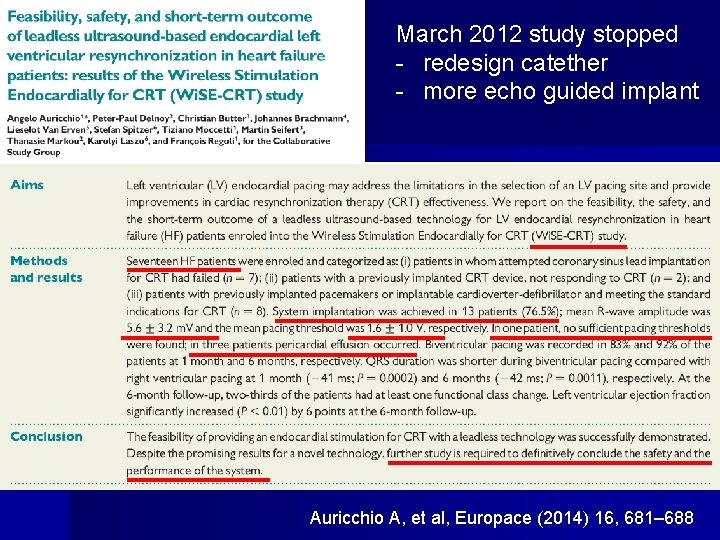 Feasibility, safety, and short-term outcome
of leadless ultrasound-based endocardial left
ventricular resynchronization in heart failure
patients: results of the Wireless Stimulation
Endocardially for CRT (WiSE-CRT) study
Angelo Auricchio1*, Peter-Paul Delnoy2, Christian Butter3, Johannes Brachmann4,
Lieselot Van Erven5, Stefan Spitzer6, Tiziano Moccetti1, Martin Seifert3,
Thanasie Markou2, Karolyi Laszo6, and François Regoli1, for the Collaborative
Study Group
March 2012 study stopped
- redesign catether
- more echo guided implant
Aims
Left ventricular (LV) endocardial pacing may address the limitations in the selection of an LV pacing site and provide
improvements in cardiac resynchronization therapy (CRT) effectiveness. We report on the feasibility, the safety, and
the short-term outcome of a leadless ultrasound-based technology for LV endocardial resynchronization in heart
failure (HF) patients enroled into the Wireless Stimulation Endocardially for CRT (WiSE-CRT) study.
Methods
and results
Seventeen HF patients were enroled and categorized as: (i) patients in whom attempted coronary sinus lead implantation
for CRT had failed (n = 7); (ii) patients with a previously implanted CRT device, not responding to CRT (n = 2); and
(iii) patients with previously implanted pacemakers or implantable cardioverter-defibrillator and meeting the standard
indications for CRT (n = 8). System implantation was achieved in 13 patients (76.5%); mean R-wave amplitude was
5.6 ± 3.2 mV and the mean pacing threshold was 1.6 ± 1.0 V, respectively. In one patient, no sufficient pacing thresholds
were found; in three patients pericardial effusion occurred. Biventricular pacing was recorded in 83% and 92% of the
patients at 1 month and 6 months, respectively. QRS duration was shorter during biventricular pacing compared with
right ventricular pacing at 1 month (−41 ms; P = 0.0002) and 6 months (−42 ms; P = 0.0011), respectively. At the
6-month follow-up, two-thirds of the patients had at least one functional class change. Left ventricular ejection fraction
significantly increased (P < 0.01) by 6 points at the 6-month follow-up.
Conclusion
The feasibility of providing an endocardial stimulation for CRT with a leadless technology was successfully demonstrated.
Despite the promising results for a novel technology, further study is required to definitively conclude the safety and the
performance of the system.
Auricchio A, et al, Europace (2014) 16, 681–688